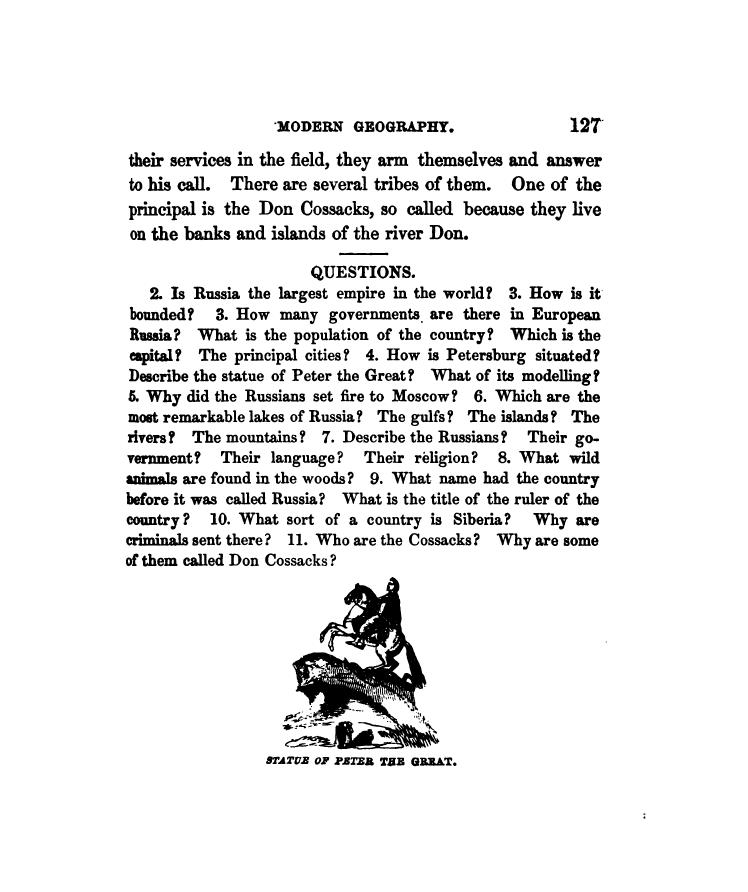 MODERN GEOGRAPHY. 127
their services in the field, they arm themselves and answer
to his call. There are several tribes of them. One of the
principal is the Don Cossacks, so called because they live
on the banks and islands of the river Don.
QUESTIONS.
2. Is Russia the largest empire in the world? 3. How is it
bounded? 3. How many governments are there in European
Russia? What is the population of the country? Which is the
capital? The principal cities? 4. How is Petersburg situated?
Describe the statue of Peter the Great? What of its modelling?
5. Why did the Russians set fire to Moscow? 6. Which are the
most remarkable lakes of Russia? The gulfs? The islands? The
rivers? The mountains? 7. Describe the Russians? Their go-
vernment? Their language? Their religion? 8. What wild
animals are found in the woods? 9. What name had the country
before it was called Russia? What is the title of the ruler of the
country? 10. What sort of a country is Siberia? Why are
criminals sent there? 11. Who are the Cossacks? Why are some
of them called Don Cossacks?
STATUE OF PETER THE GREAT.